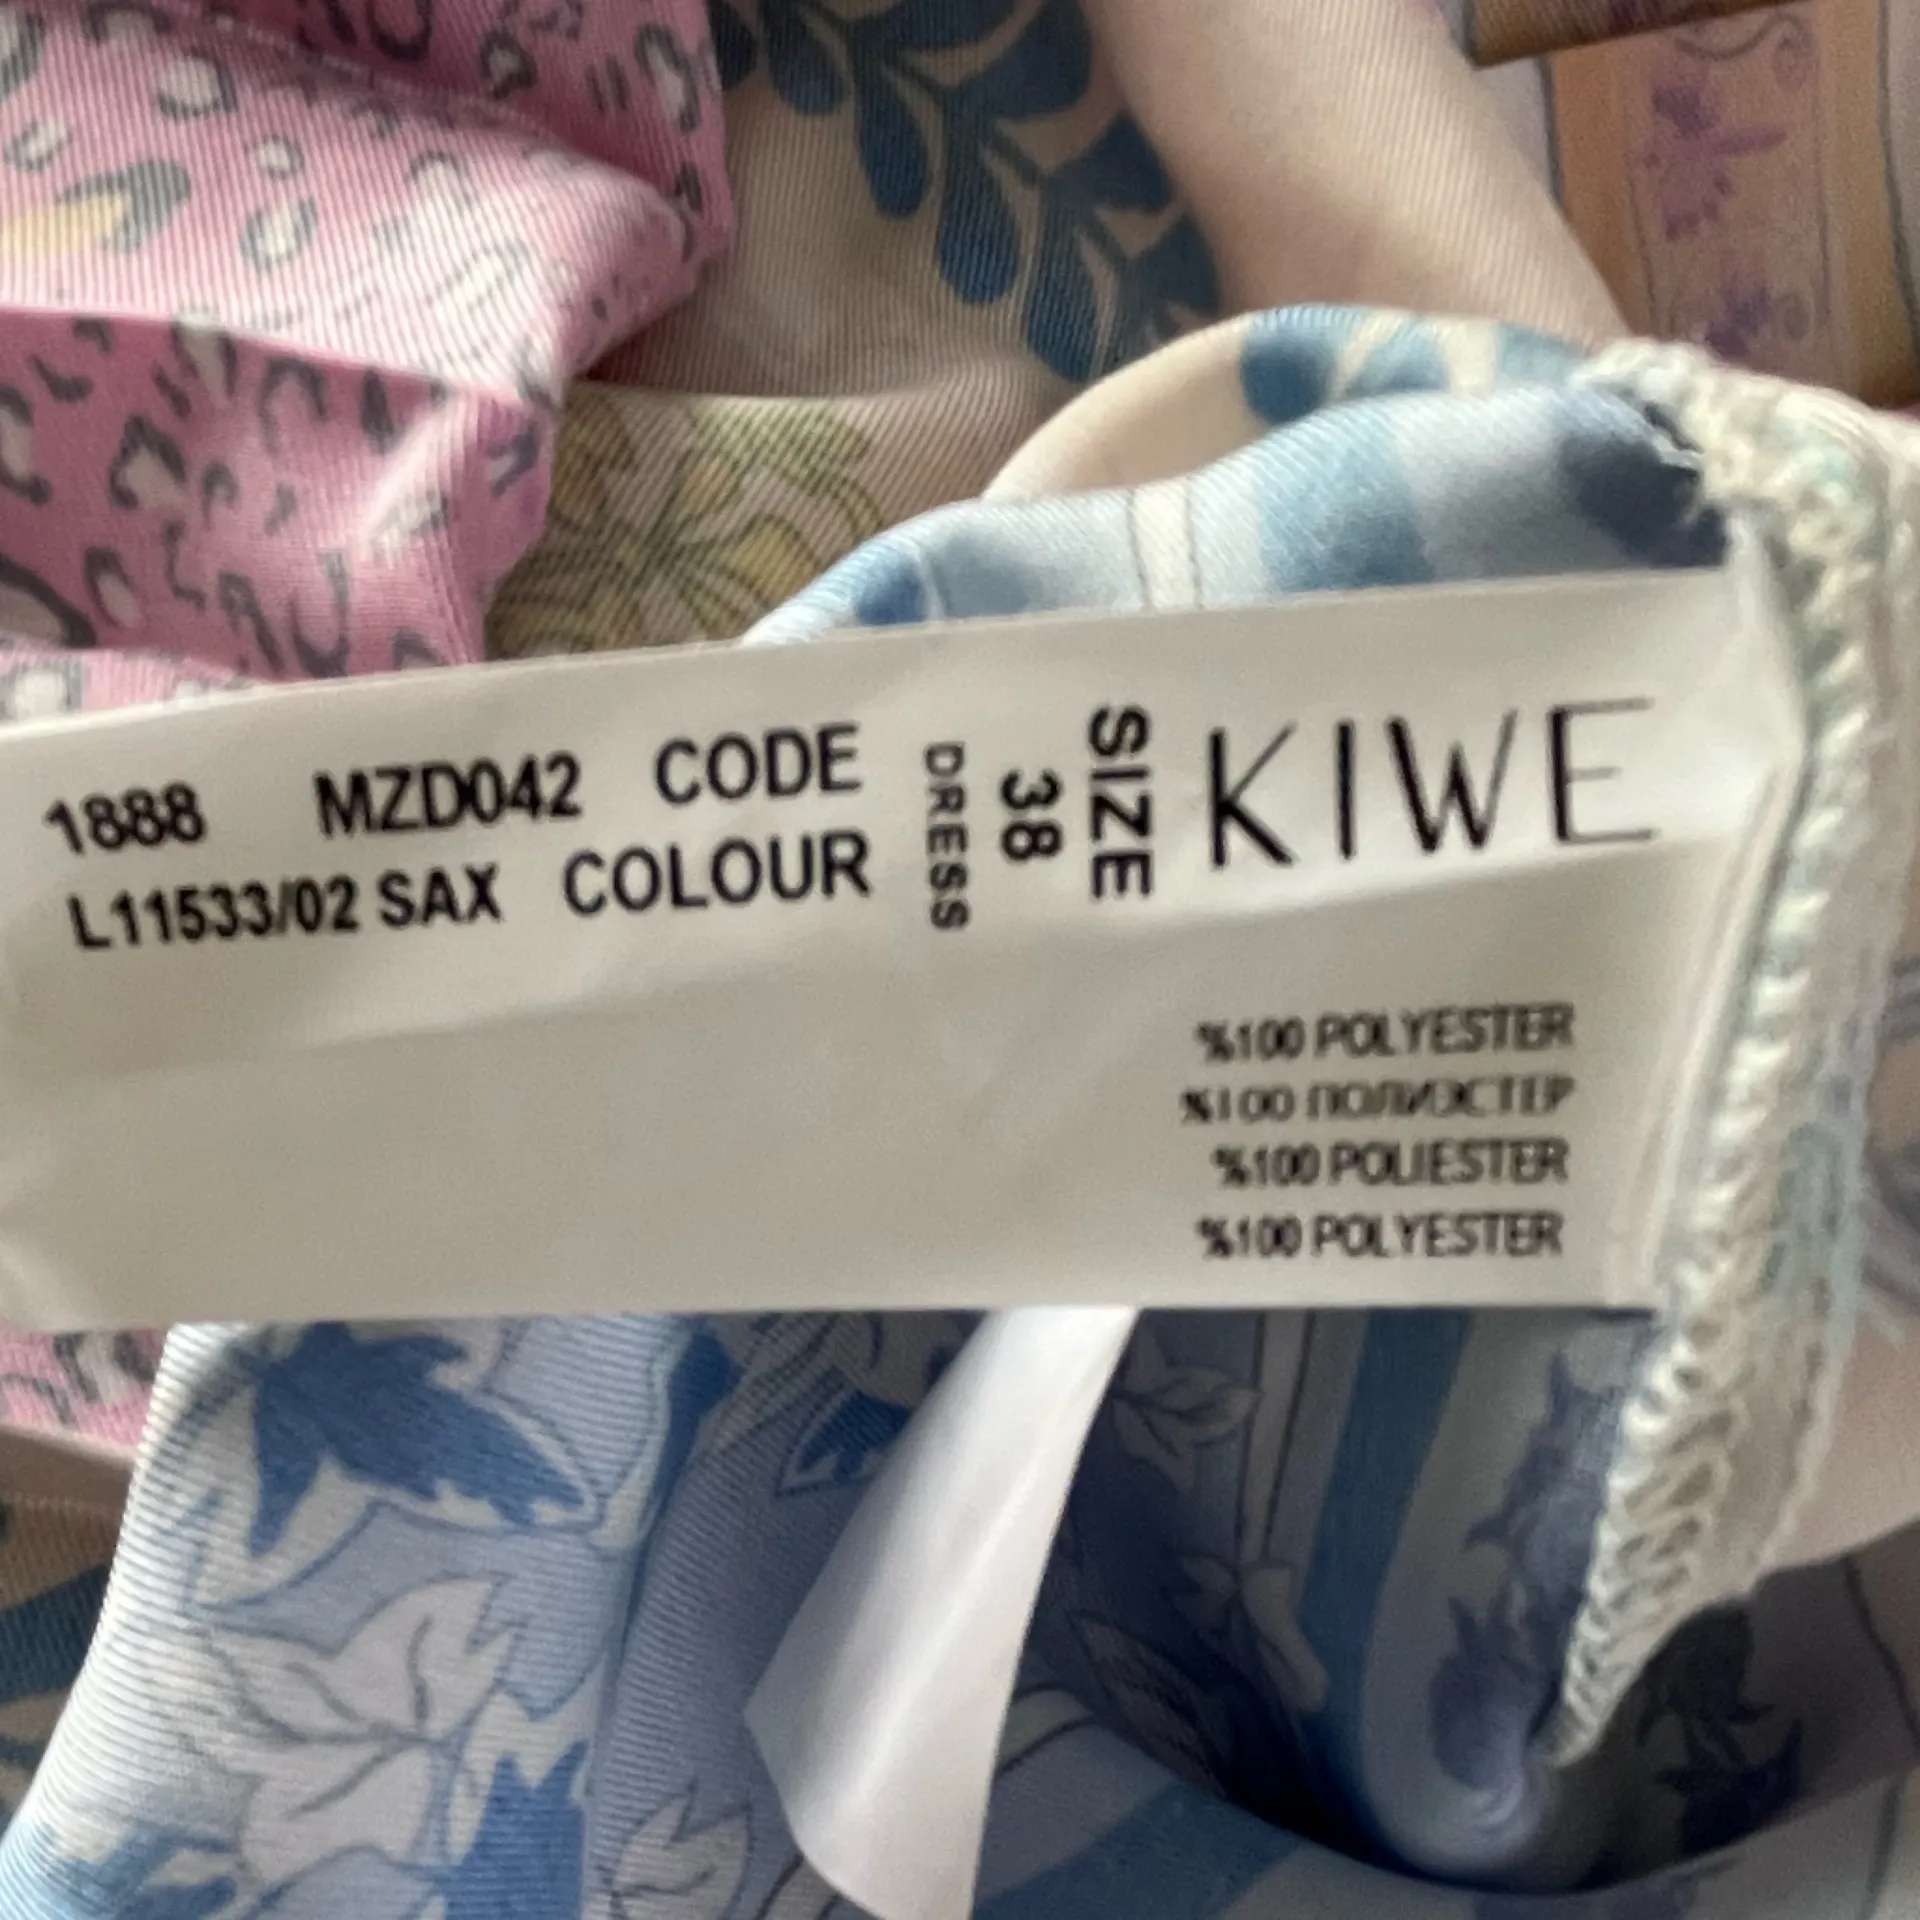 KIWE
SIZE
38
DRESS
1888 MZD042 CODE
L11533/02 SAX COLOUR
%100 POLYESTER
%100 ПОЛИЭСТЕР
%100 POLIESTER
%100 POLYESTER